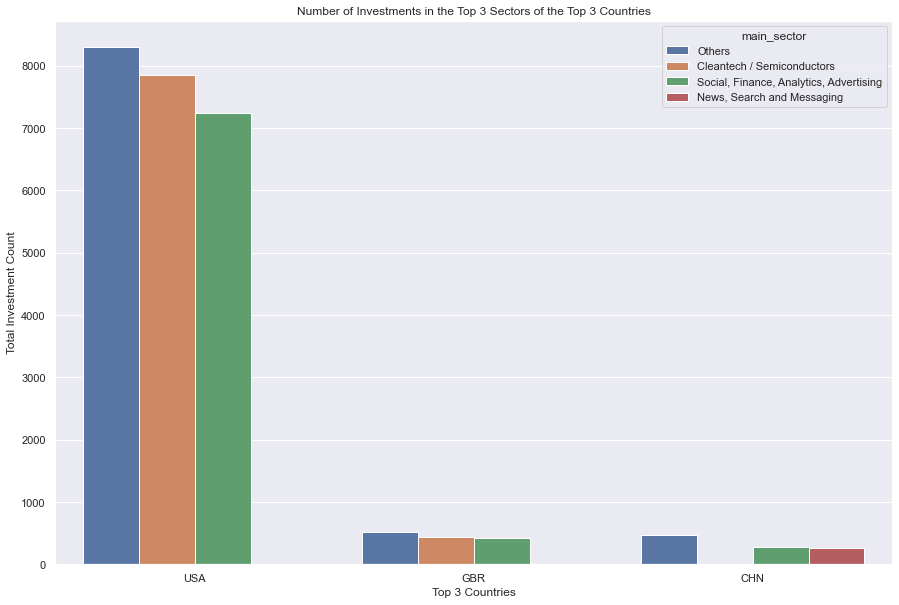 Number of Investments in the Top 3 Sectors of the Top 3 Countries
main_sector
Others
Cleantech / Semiconductors
Social, Finance, Analytics, Advertising
News, Search and Messaging
Total Investment Count
8000
7000
6000
5000
4000
3000
2000
1000
0
USA GBR CHN
Top 3 Countries